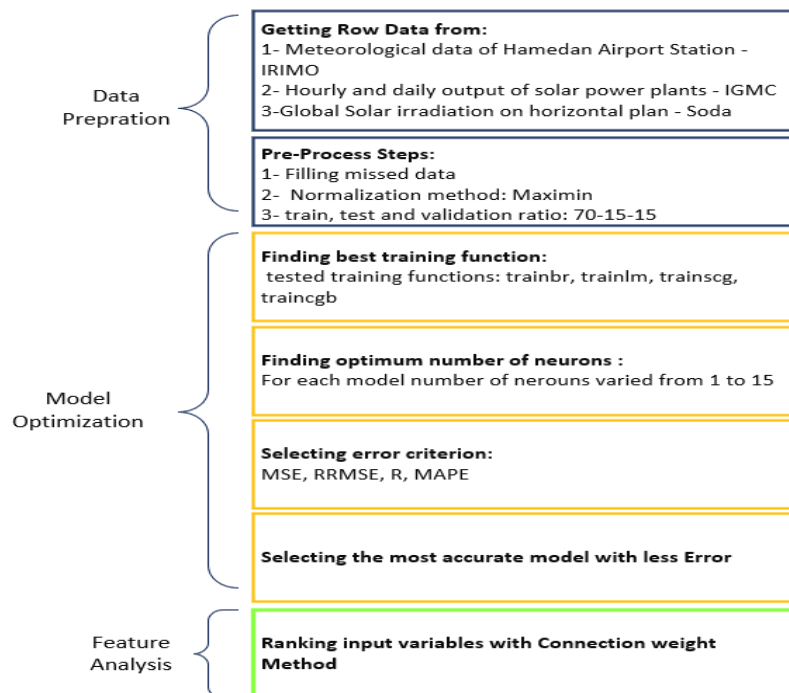 Data
Prepration
Getting Row Data from:
1- Meteorological data of Hamedan Airport Station -
IRIMO
2- Hourly and daily output of solar power plants - IGMC
3-Global Solar irradiation on horizontal plan - Soda
Pre-Process Steps:
1- Filling missed data
2- Normalization method: Maximin
3- train, test and validation ratio: 70-15-15
Model
Optimization
Finding best training function:
tested training functions: trainbr, trainlm, trainscg,
traincgb
Finding optimum number of neurons :
For each model number of nerouns varied from 1 to 15
Selecting error criterion:
MSE, RRMSE, R, MAPE
Selecting the most accurate model with less Error
Feature
Analysis
Ranking input variables with Connection weight
Method